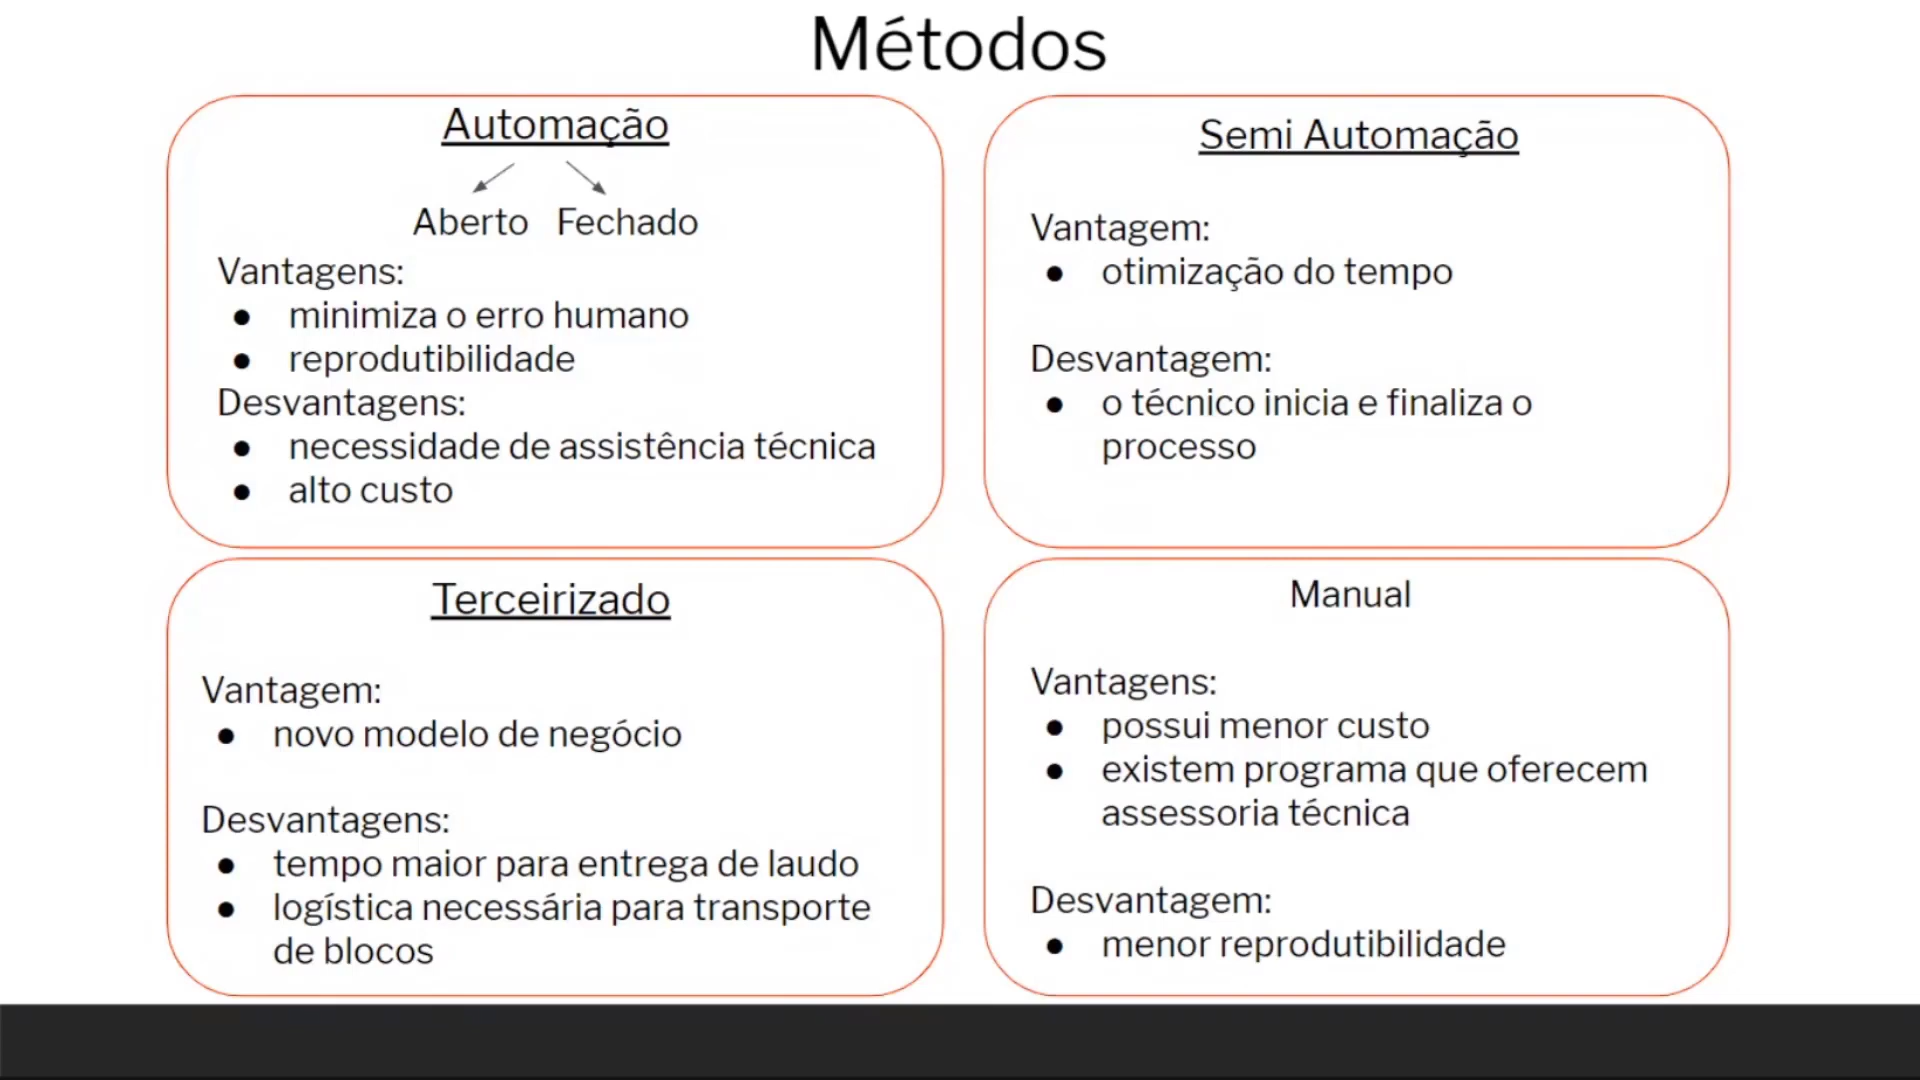 Métodos
Automação
Aberto Fechado
Vantagens:
● minimiza o erro humano
● reprodutibilidade
Desvantagens:
● necessidade de assistência técnica
● alto custo
Semi Automação
Vantagem:
● otimização do tempo
Desvantagem:
● o técnico inicia e finaliza o
processo
Terceirizado
Vantagem:
● novo modelo de negócio
Desvantagens:
● tempo maior para entrega de laudo
● logística necessária para transporte
de blocos
Manual
Vantagens:
● possui menor custo
● existem programa que oferecem
assessoria técnica
Desvantagem:
● menor reprodutibilidade